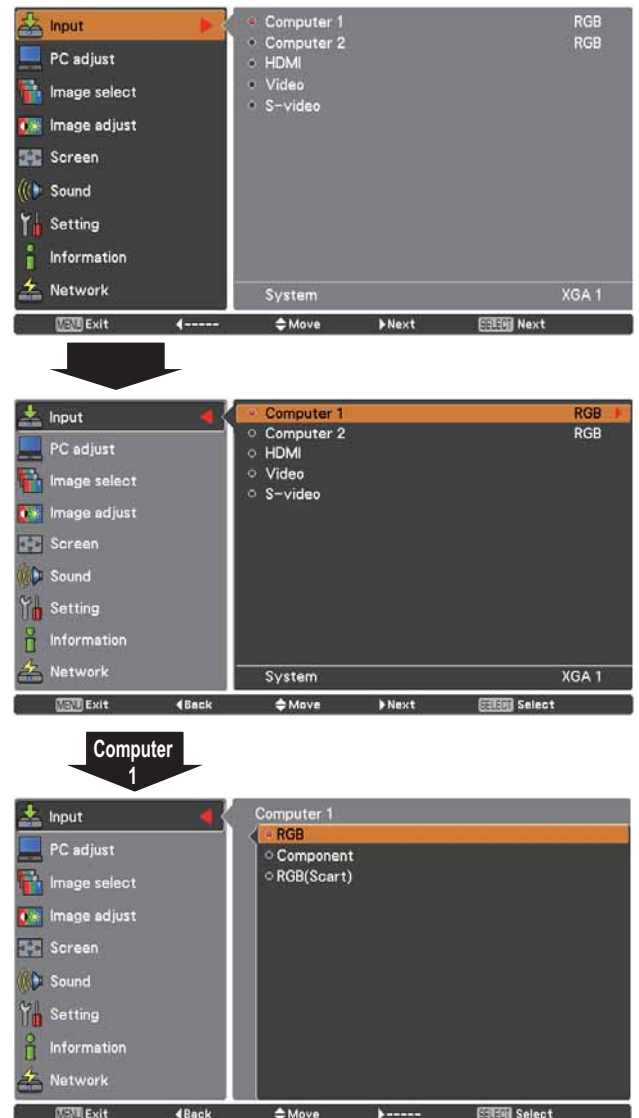 Input
PC adjust
Image select
Image adjust
Screen
Sound
Setting
Information
Network
Computer 1 RGB
Computer 2 RGB
HDMI
Video
S-video
System XGA 1
MENU Exit ----- Move Next SELECT Next
Input
PC adjust
Image select
Image adjust
Screen
Sound
Setting
Information
Network
Computer 1 RGB
Computer 2 RGB
HDMI
Video
S-video
System XGA 1
MENU Exit Back Move Next SELECT Select
Computer
1
Input
PC adjust
Image select
Image adjust
Screen
Sound
Setting
Information
Network
Computer 1
RGB
Component
RGB(Scart)
MENU Exit Back Move ----- SELECT Select